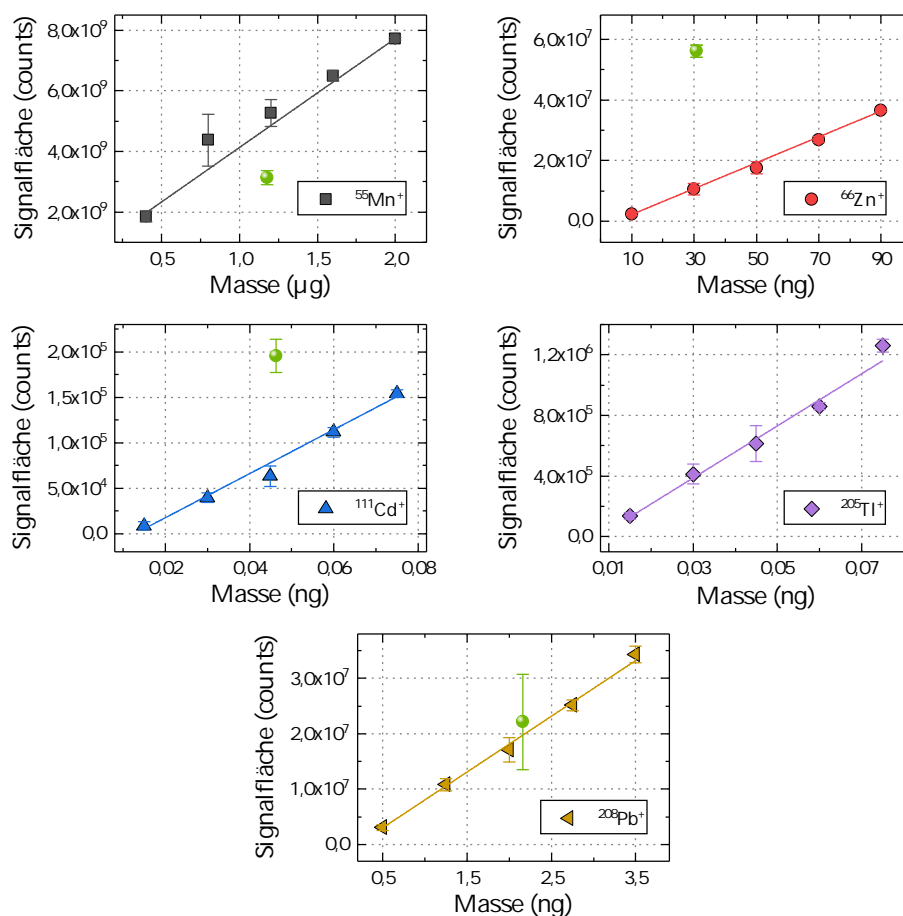 Signalfläche (counts)
8,0x10⁹
6,0x10⁹
4,0x10⁹
2,0x10⁹
⁵⁵Mn⁺
0,5 1,0 1,5 2,0
Masse (µg)
Signalfläche (counts)
6,0x10⁷
4,0x10⁷
2,0x10⁷
0,0
⁶⁶Zn⁺
10 30 50 70 90
Masse (ng)
Signalfläche (counts)
2,0x10⁵
1,5x10⁵
1,0x10⁵
5,0x10⁴
0,0
¹¹¹Cd⁺
0,02 0,04 0,06 0,08
Masse (ng)
Signalfläche (counts)
1,2x10⁶
8,0x10⁵
4,0x10⁵
0,0
²⁰⁵Tl⁺
0,01 0,03 0,05 0,07
Masse (ng)
Signalfläche (counts)
3,0x10⁷
2,0x10⁷
1,0x10⁷
0,0
²⁰⁸Pb⁺
0,5 1,5 2,5 3,5
Masse (ng)